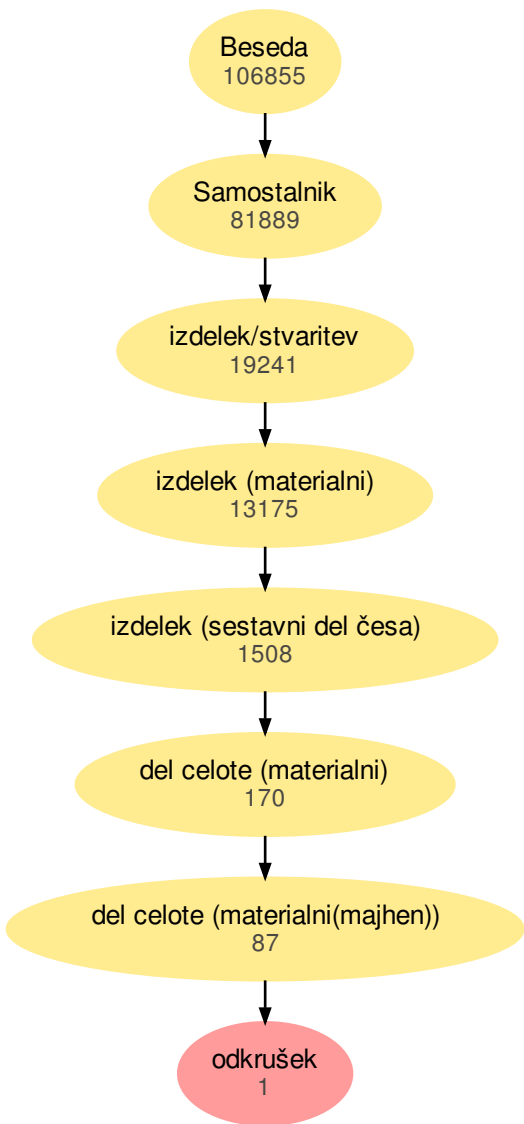 Beseda
106855
Samostalnik
81889
izdelek/stvaritev
19241
izdelek (materialni)
13175
izdelek (sestavni del česa)
1508
del celote (materialni)
170
del celote (materialni(majhen))
87
odkrušek
1